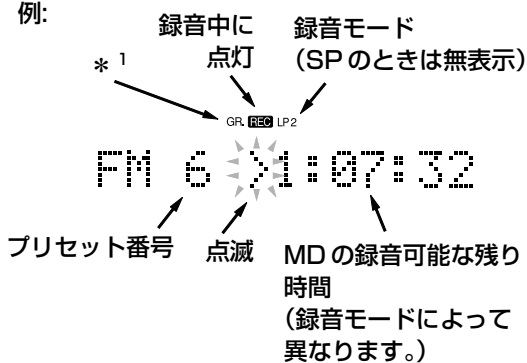 例:
録音中に
点灯
録音モード
（SPのときは無表示）
*1
GR. REC LP2
FM 6 >1:07:32
プリセット番号
点滅
MDの録音可能な残り
時間
（録音モードによって
異なります。）